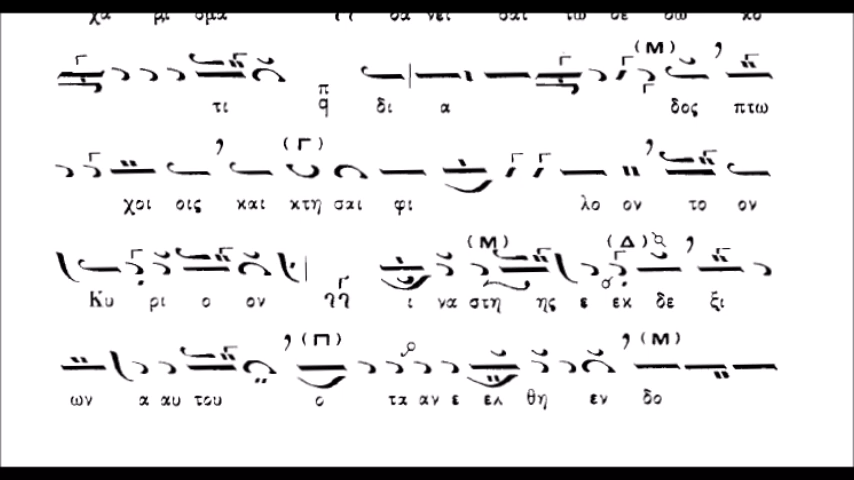 τι π q δι α (Μ) δος πτω
(Γ) χοι οις και κτη σαι φι λο ον το ον
(Μ) (Δ) Κυ ρι ο ον ι να στη ης ε εκ δε ξι
(Π) (Μ) ων α αυ του ο τα αν ε ελ θη εν δο